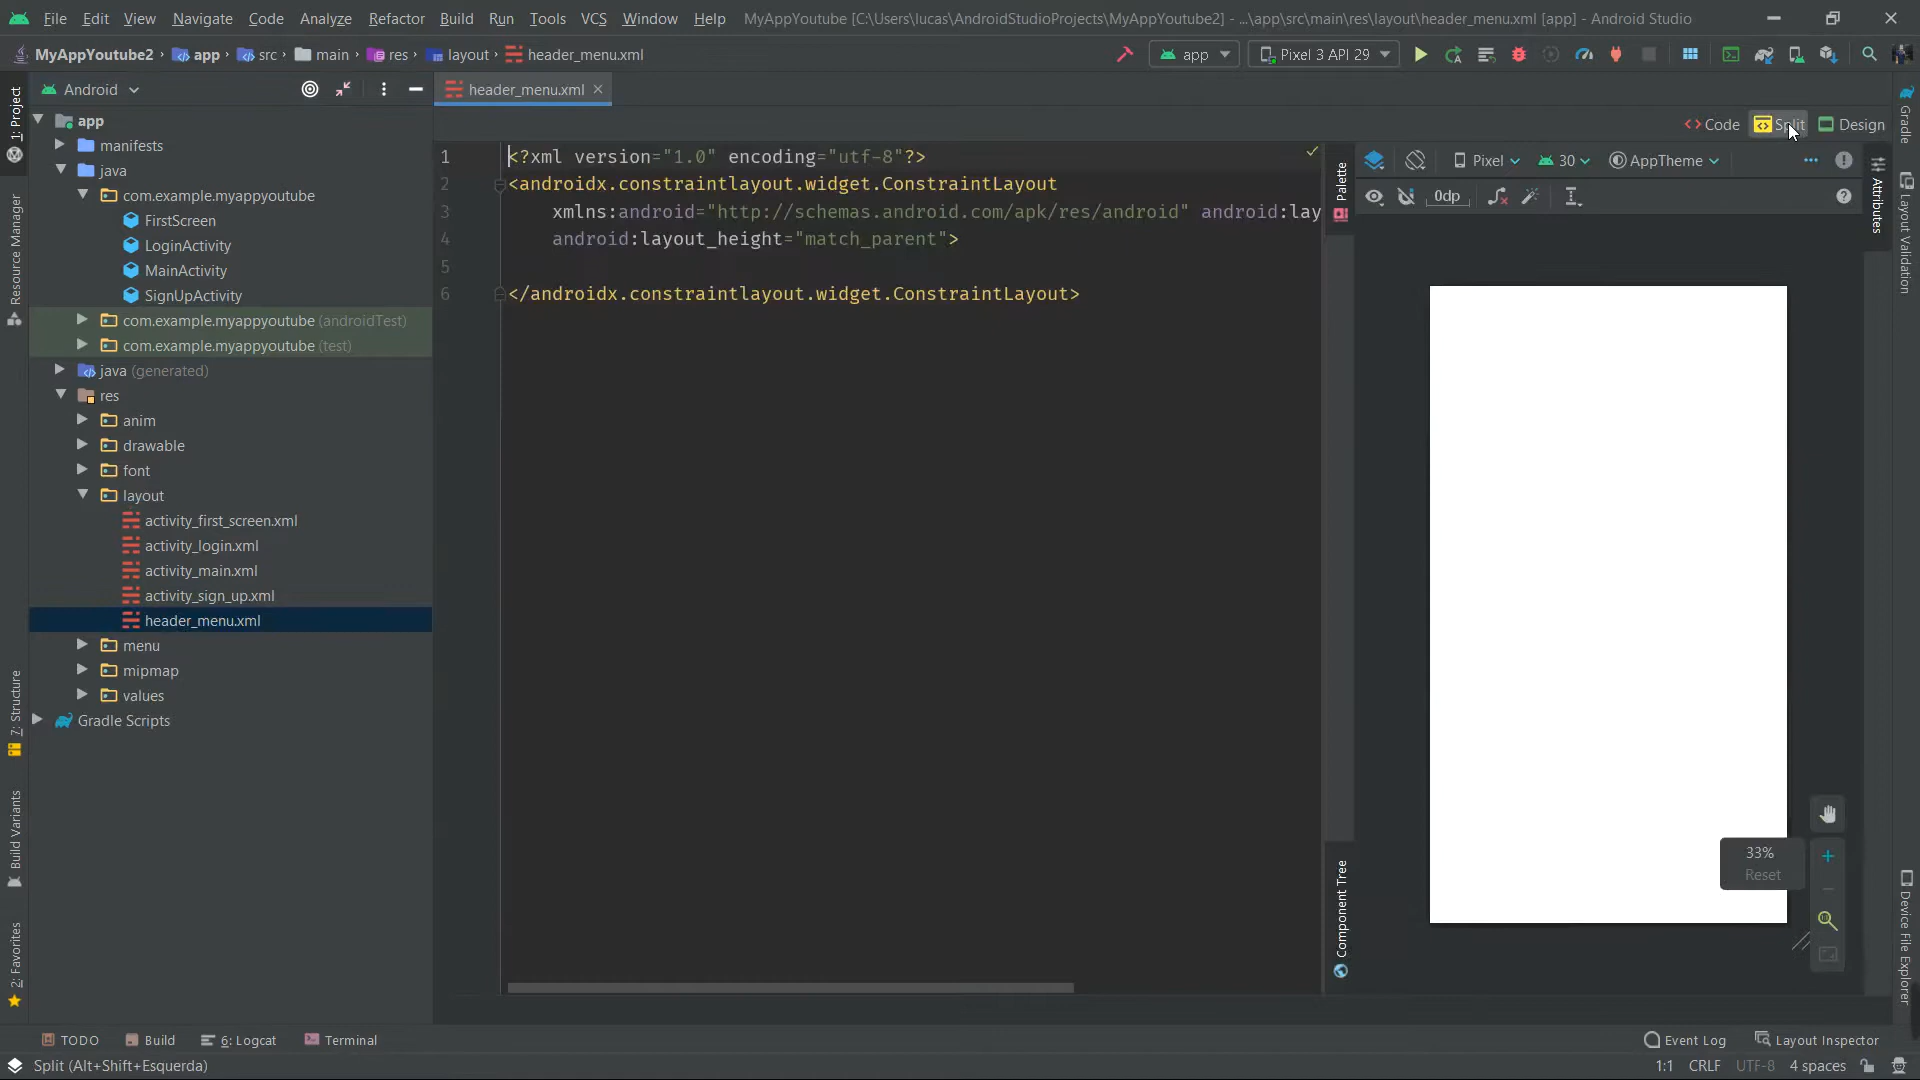 File Edit View Navigate Code Analyze Refactor Build Run Tools VCS Window Help MyAppYoutube [C:\Users\lucas\AndroidStudioProjects\MyAppYoutube2] - ...\app\src\main\res\layout\header_menu.xml [app] - Android Studio
MyAppYoutube2 app src main res layout header_menu.xml app Pixel 3 API 29
Android
header_menu.xml
Code Split Design
1: Project
Resource Manager
7: Structure
Build Variants
2: Favorites
app
manifests
java
com.example.myappyoutube
FirstScreen
LoginActivity
MainActivity
SignUpActivity
com.example.myappyoutube (androidTest)
com.example.myappyoutube (test)
java (generated)
res
anim
drawable
font
layout
activity_first_screen.xml
activity_login.xml
activity_main.xml
activity_sign_up.xml
header_menu.xml
menu
mipmap
values
Gradle Scripts
1 <?xml version="1.0" encoding="utf-8"?>
2 <androidx.constraintlayout.widget.ConstraintLayout
3 xmlns:android="http://schemas.android.com/apk/res/android" android:lay
4 android:layout_height="match_parent">
5
6 </androidx.constraintlayout.widget.ConstraintLayout>
Palette
Component Tree
Pixel 30 AppTheme
0dp
33%
Reset
Attributes
Gradle
Layout Validation
Device File Explorer
TODO Build 6: Logcat Terminal Event Log Layout Inspector
Split (Alt+Shift+Esquerda) 1:1 CRLF UTF-8 4 spaces